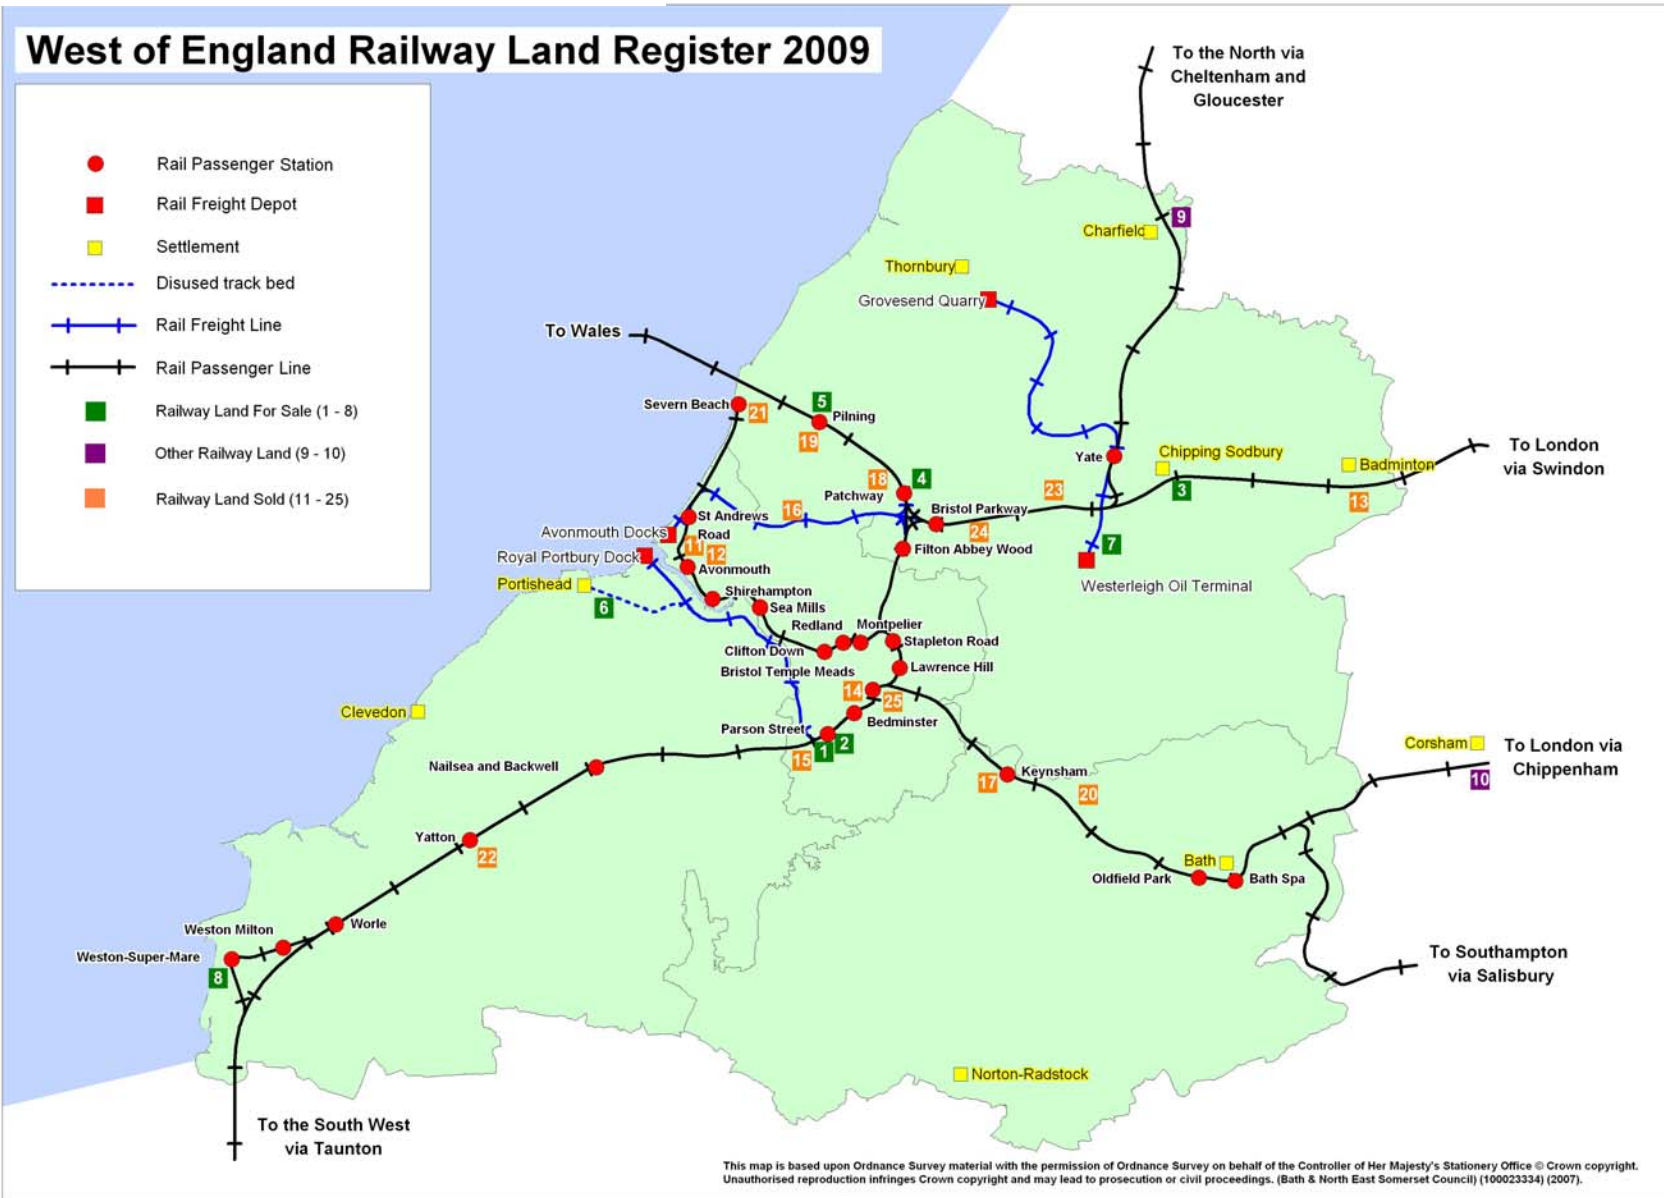 West of England Railway Land Register 2009
Rail Passenger Station
Rail Freight Depot
Settlement
Disused track bed
Rail Freight Line
Rail Passenger Line
Railway Land For Sale (1 - 8)
Other Railway Land (9 - 10)
Railway Land Sold (11 - 25)
To the North via
Cheltenham and
Gloucester
9
Charfield
Thornbury
Grovesend Quarry
To Wales
Severn Beach
21
5
Pilning
19
Yate
Chipping Sodbury
Badminton
To London
via Swindon
18
4
Patchway
23
3
13
16
Bristol Parkway
24
St Andrews
Road
Avonmouth Docks
11
12
Filton Abbey Wood
7
Royal Portbury Dock
Avonmouth
Westerleigh Oil Terminal
Portishead
6
Shirehampton
Sea Mills
Redland
Montpelier
Stapleton Road
Clifton Down
Lawrence Hill
Bristol Temple Meads
14
25
Clevedon
Bedminster
Parson Street
2
1
15
Corsham
To London via
Chippenham
10
Nailsea and Backwell
Keynsham
17
20
Yatton
22
Bath
Oldfield Park
Bath Spa
Worle
Weston Milton
Weston-Super-Mare
8
To Southampton
via Salisbury
Norton-Radstock
To the South West
via Taunton
This map is based upon Ordnance Survey material with the permission of Ordnance Survey on behalf of the Controller of Her Majesty's Stationery Office © Crown copyright.
Unauthorised reproduction infringes Crown copyright and may lead to prosecution or civil proceedings. (Bath & North East Somerset Council) (100023334) (2007).